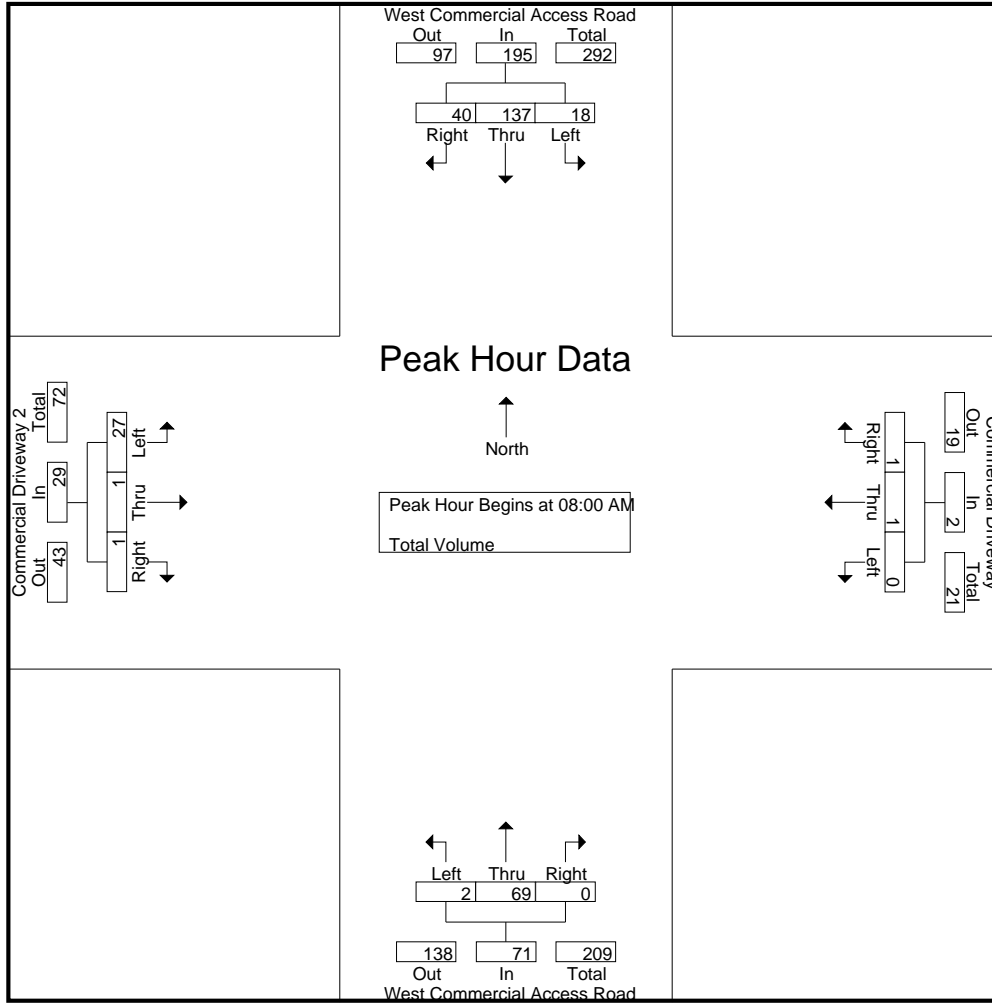 West Commercial Access Road
Out In Total
97 195 292
40 137 18
Right Thru Left
Peak Hour Data
North
Peak Hour Begins at 08:00 AM
Total Volume
Commercial Driveway 2
Total In Out
72 29 43
27 1 1
Left Thru Right
Commercial Driveway
Out In Total
19 2 21
1 1 0
Right Thru Left
Left Thru Right
2 69 0
138 71 209
Out In Total
West Commercial Access Road